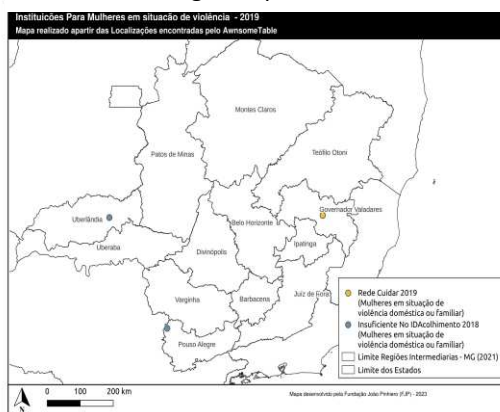 Instituicões Para Mulheres em situacão de violência - 2019
Mapa realizado apartir das Localizações encontradas pelo AwnsomeTable
Montes Claros
Patos de Minas
Teófilo Otoni
Uberlândia
Governador Valadares
Belo Horizonte
Uberaba
Divinópolis
Ipatinga
Varginha
Barbacena
Juiz de Fora
Pouso Alegre
Rede Cuidar 2019
(Mulheres em situação de
violência doméstica ou familiar)
Insuficiente No IDAcolhimento 2018
(Mulheres em situação de
violência doméstica ou familiar)
Limite Regiões Intermediarias - MG (2021)
Limite dos Estados
N
0 100 200 km
Mapa desenvolvido pela Fundação João Pinheiro (FJP) - 2023